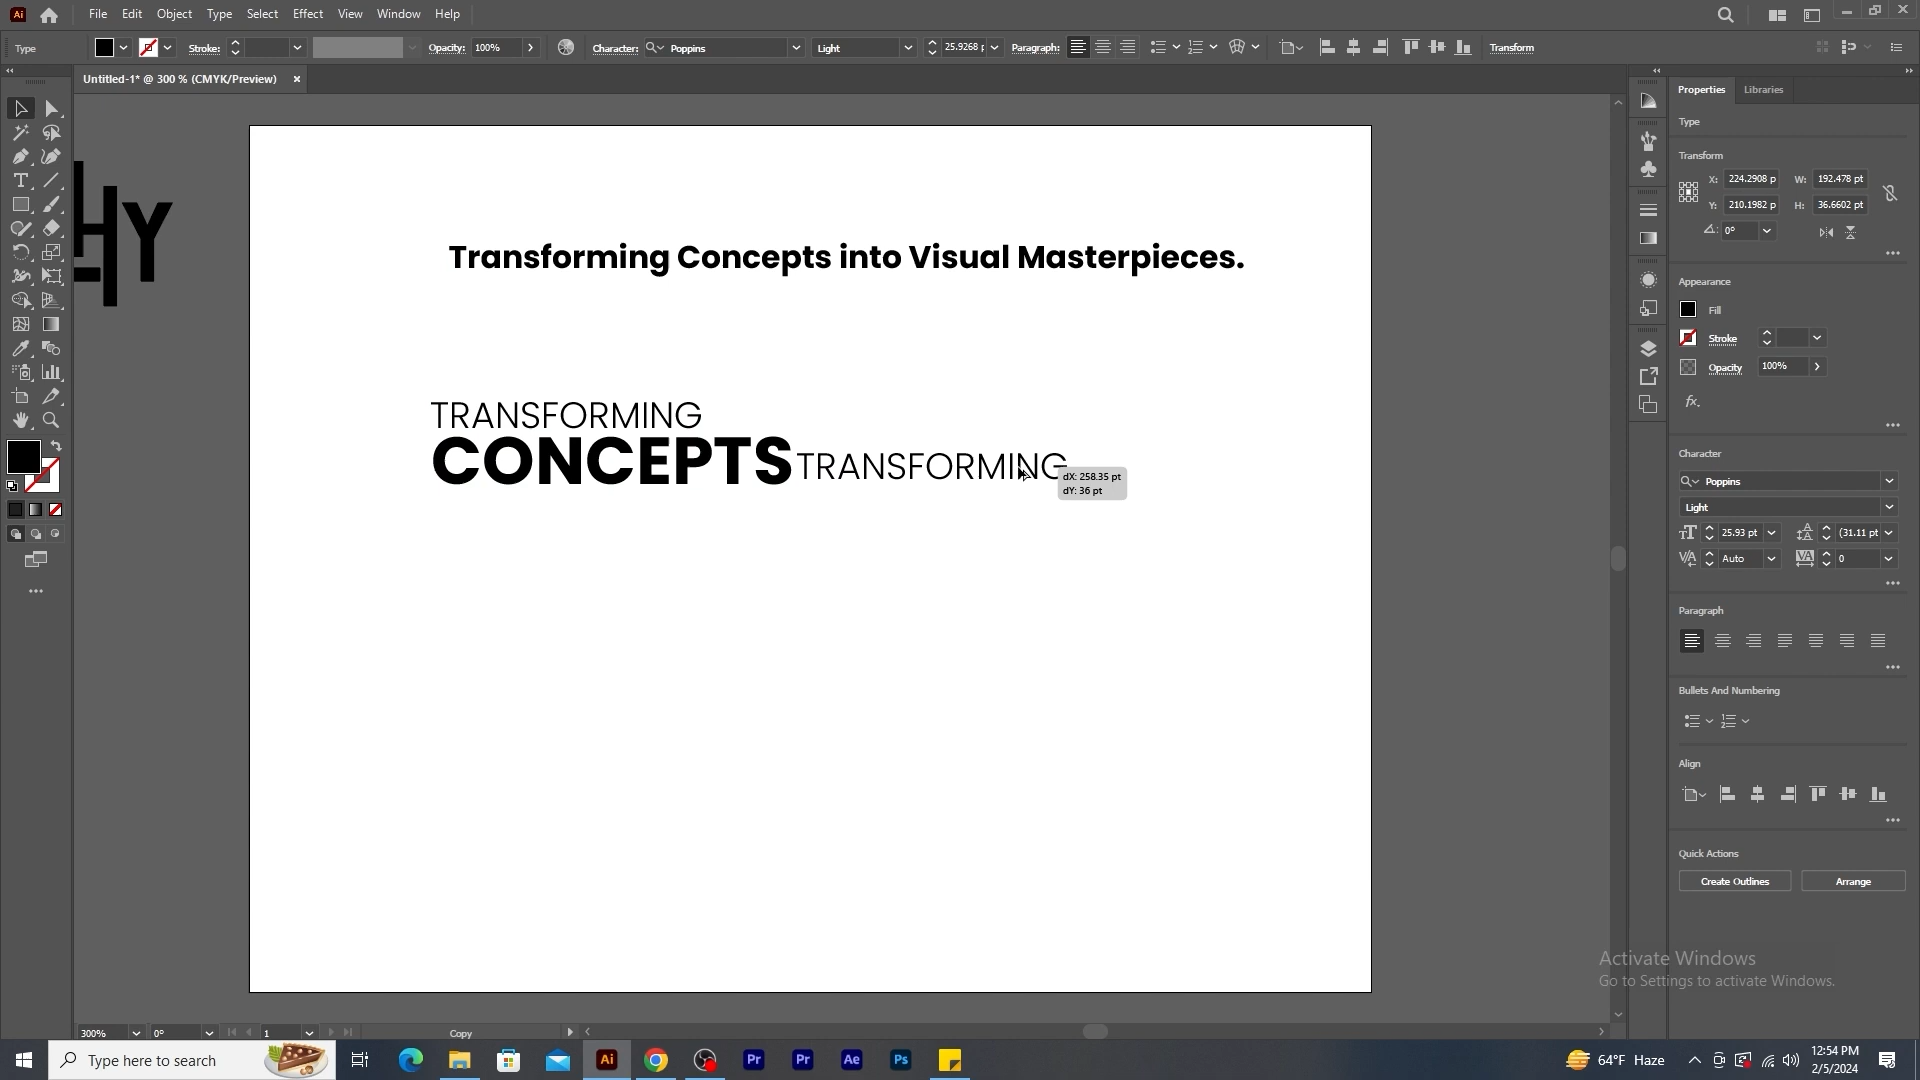 File Edit Object Type Select Effect View Window Help
Type Stroke: Opacity: 100% Character: Poppins Light 25.9268 Paragraph: Transform
Untitled-1* @ 300 % (CMYK/Preview)
HY
Transforming Concepts into Visual Masterpieces.
TRANSFORMING
CONCEPTS TRANSFORMING
dX: 258.35 pt
dY: 36 pt
Properties Libraries
Type
Transform
X: 224.2908 p W: 192.478 pt
Y: 210.1982 p H: 36.6602 pt
0°
Appearance
Fill
Stroke
Opacity 100%
fx.
Character
Poppins
Light
25.93 pt (31.11 pt
Auto 0
Paragraph
Bullets And Numbering
Align
Quick Actions
Create Outlines Arrange
Activate Windows
Go to Settings to activate Windows.
300% 0° 1 Copy
Type here to search
64°F Haze
12:54 PM
2/5/2024